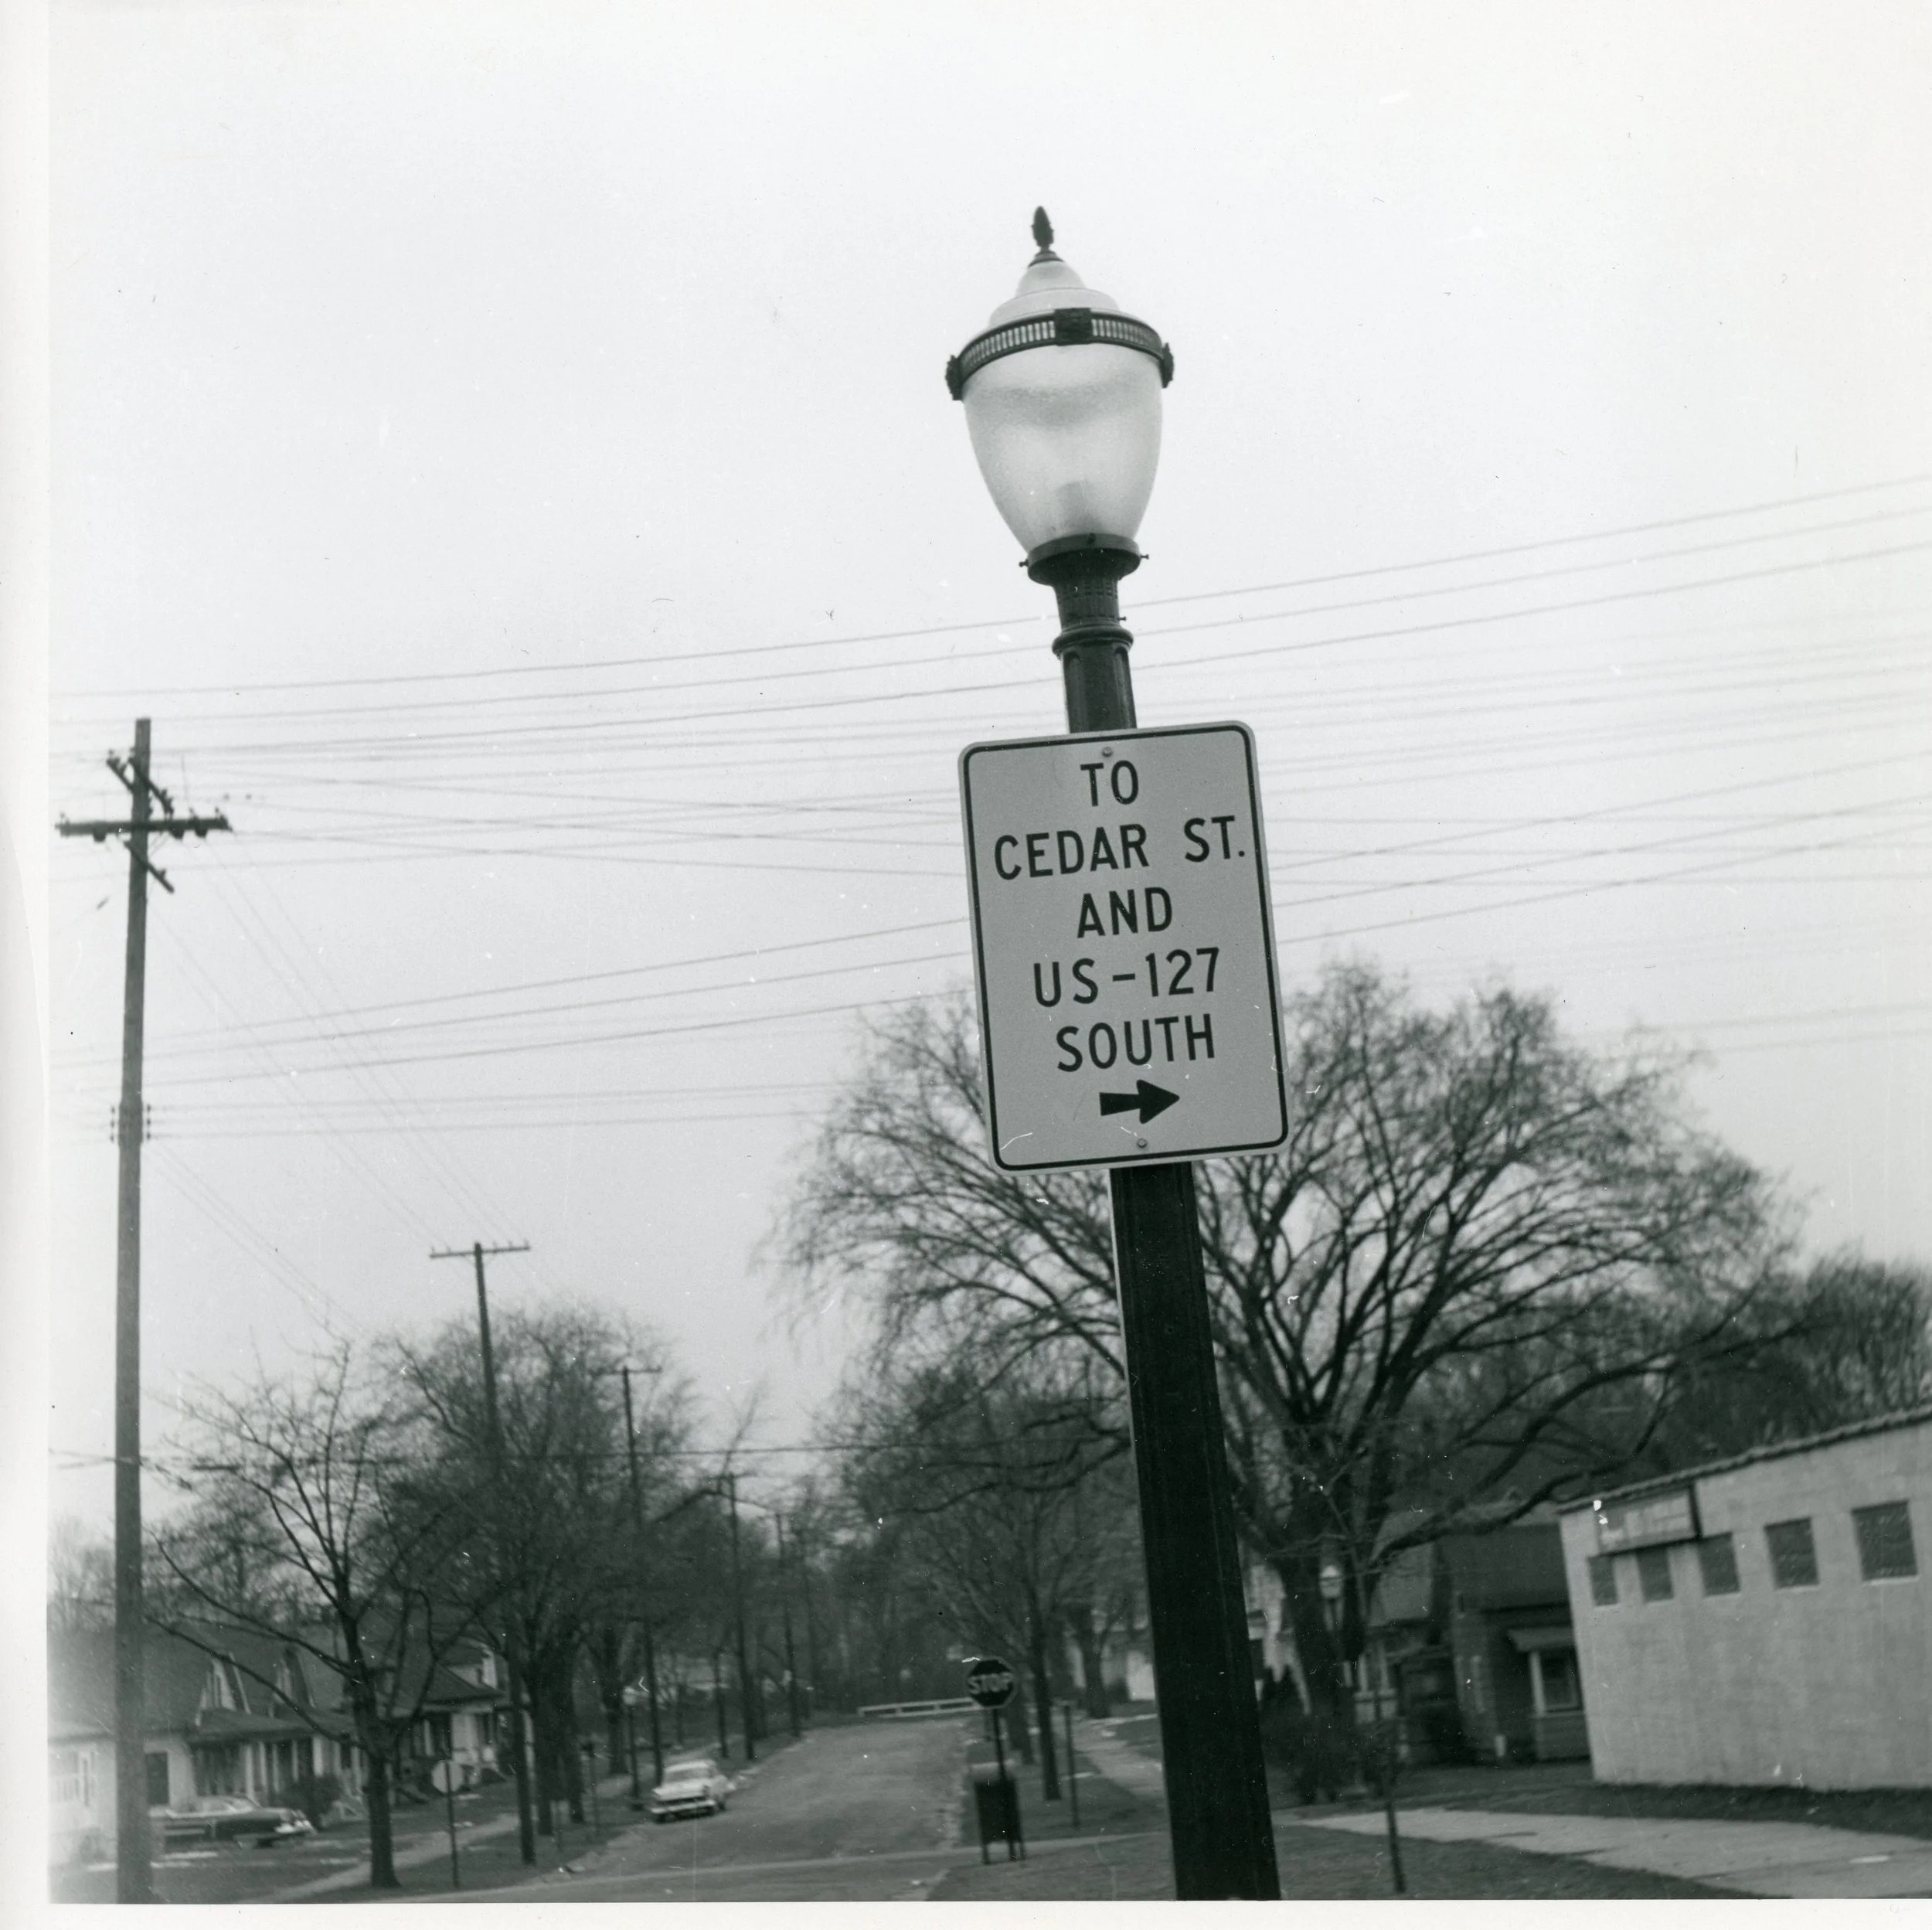 TO
CEDAR ST.
AND
US-127
SOUTH
STOP